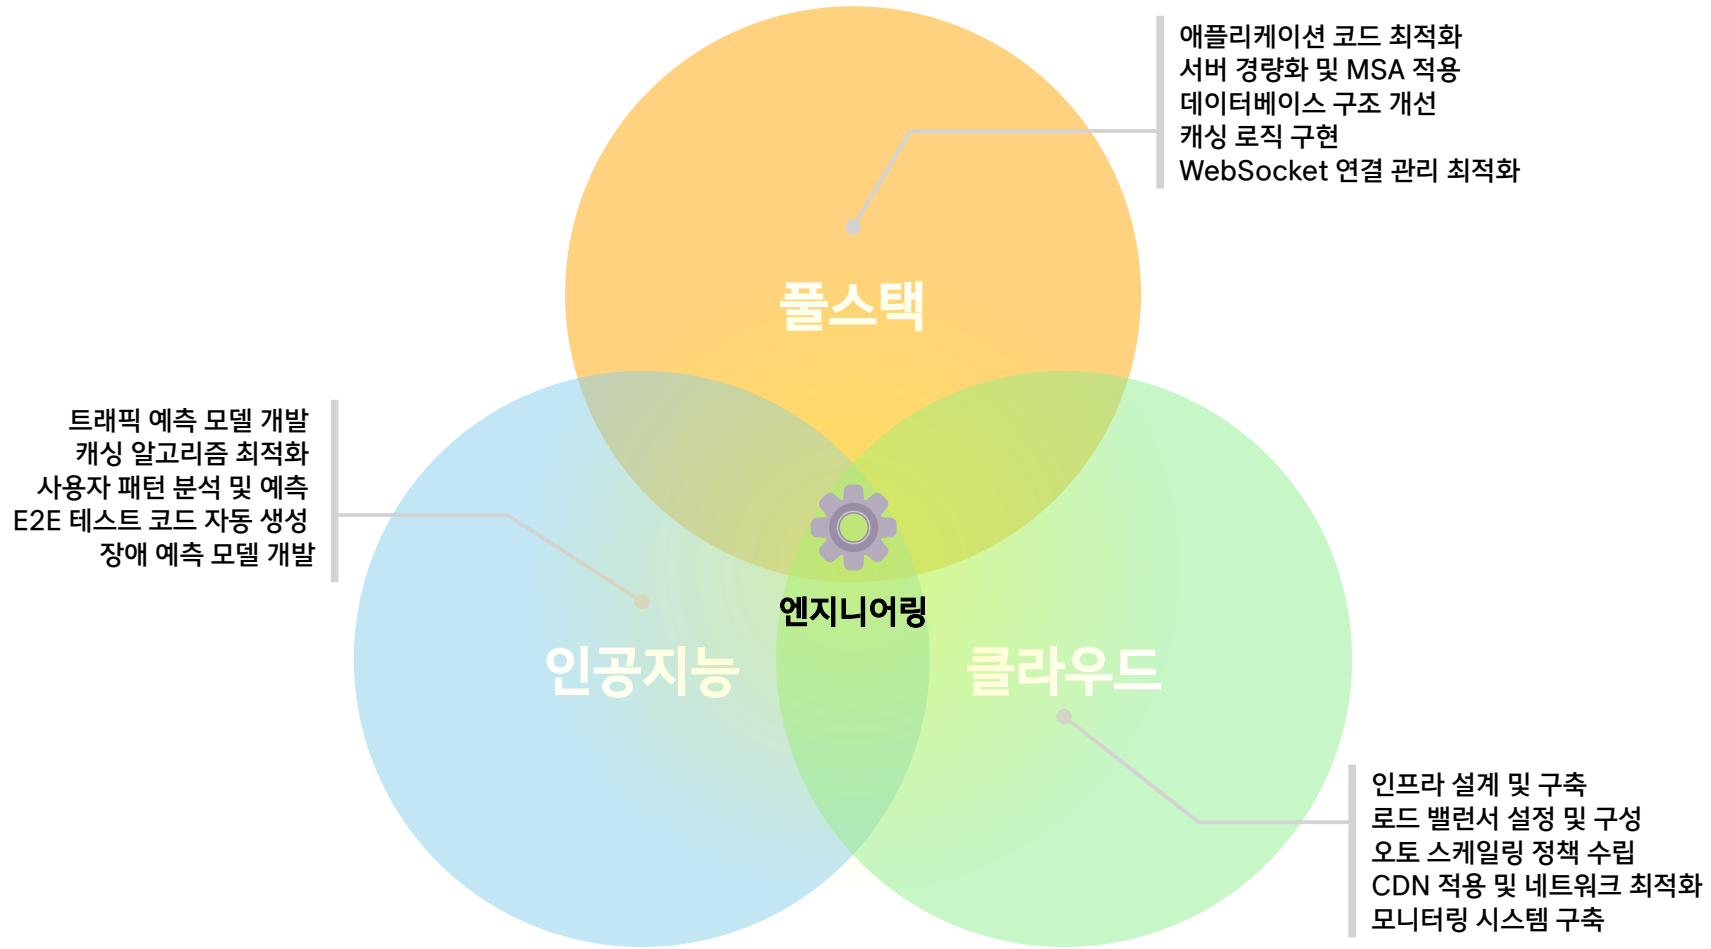 애플리케이션 코드 최적화
서버 경량화 및 MSA 적용
데이터베이스 구조 개선
캐싱 로직 구현
WebSocket 연결 관리 최적화
풀스택
트래픽 예측 모델 개발
캐싱 알고리즘 최적화
사용자 패턴 분석 및 예측
E2E 테스트 코드 자동 생성
장애 예측 모델 개발
엔지니어링
인공지능
클라우드
인프라 설계 및 구축
로드 밸런서 설정 및 구성
오토 스케일링 정책 수립
CDN 적용 및 네트워크 최적화
모니터링 시스템 구축